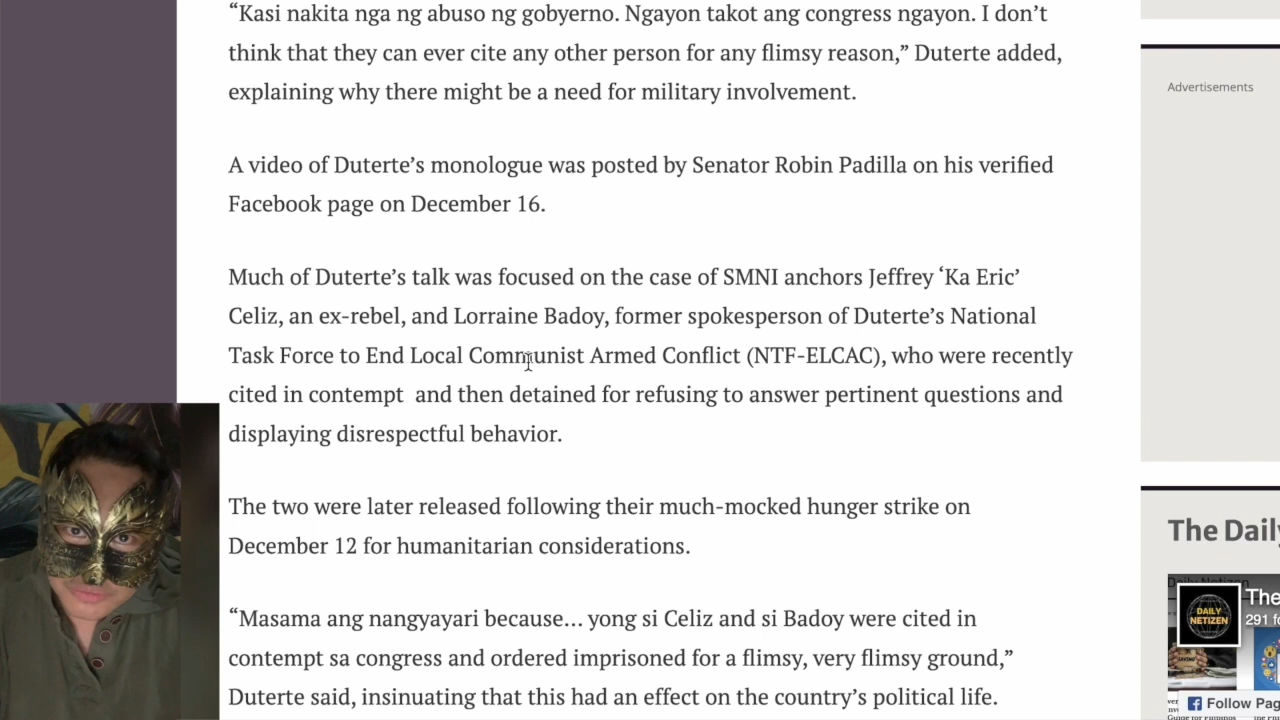 “Kasi nakita nga ng abuso ng gobyerno. Ngayon takot ang congress ngayon. I don’t
think that they can ever cite any other person for any flimsy reason,” Duterte added,
explaining why there might be a need for military involvement.
A video of Duterte’s monologue was posted by Senator Robin Padilla on his verified
Facebook page on December 16.
Much of Duterte’s talk was focused on the case of SMNI anchors Jeffrey ‘Ka Eric’
Celiz, an ex-rebel, and Lorraine Badoy, former spokesperson of Duterte’s National
Task Force to End Local Communist Armed Conflict (NTF-ELCAC), who were recently
cited in contempt  and then detained for refusing to answer pertinent questions and
displaying disrespectful behavior.
The two were later released following their much-mocked hunger strike on
December 12 for humanitarian considerations.
“Masama ang nangyayari because… yong si Celiz and si Badoy were cited in
contempt sa congress and ordered imprisoned for a flimsy, very flimsy ground,”
Duterte said, insinuating that this had an effect on the country’s political life.
Advertisements
The Daily
Daily Netizen
The
291 fo
DAILY
NETIZEN
Follow Pag